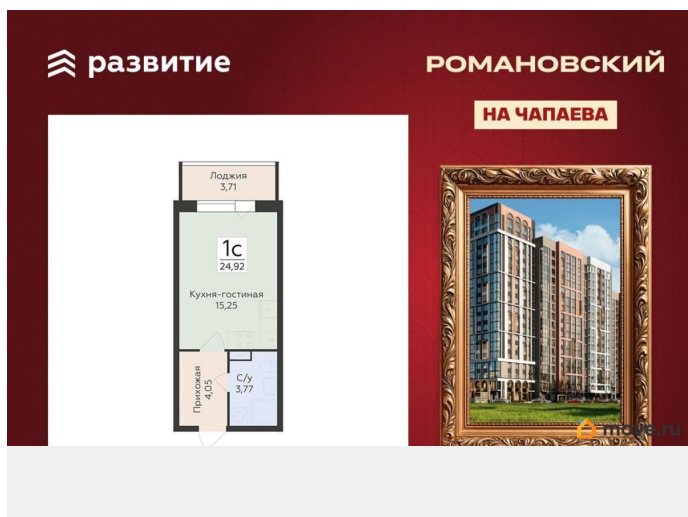 развитие
РОМАНОВСКИЙ
НА ЧАПАЕВА
Лоджия
3,71
1с
24,92
Кухня-гостиная
15,25
Прихожая
4,05
С/у
3,77
move.ru